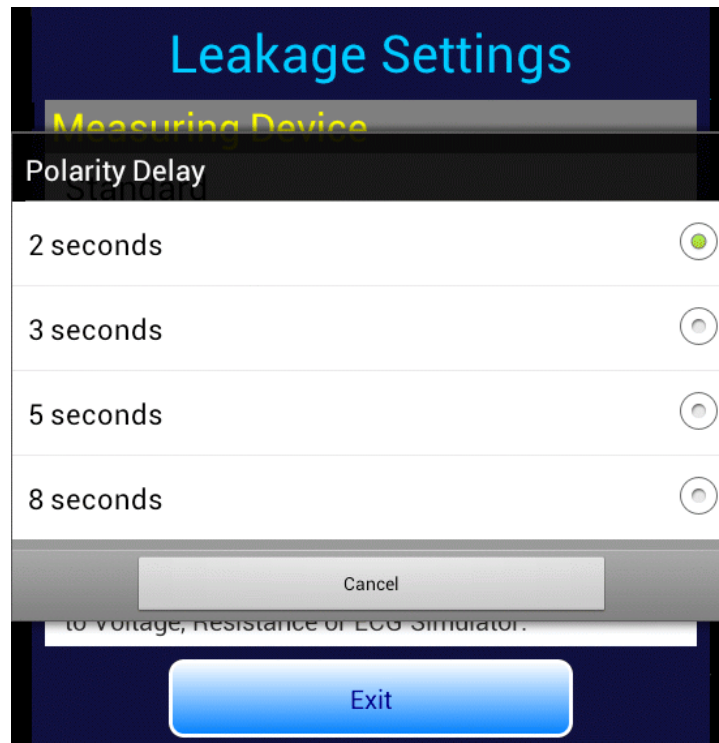 Leakage Settings
Measuring Device
Polarity Delay
Standard
2 seconds
3 seconds
5 seconds
8 seconds
Cancel
to Voltage, Resistance or ECG Simulator.
Exit